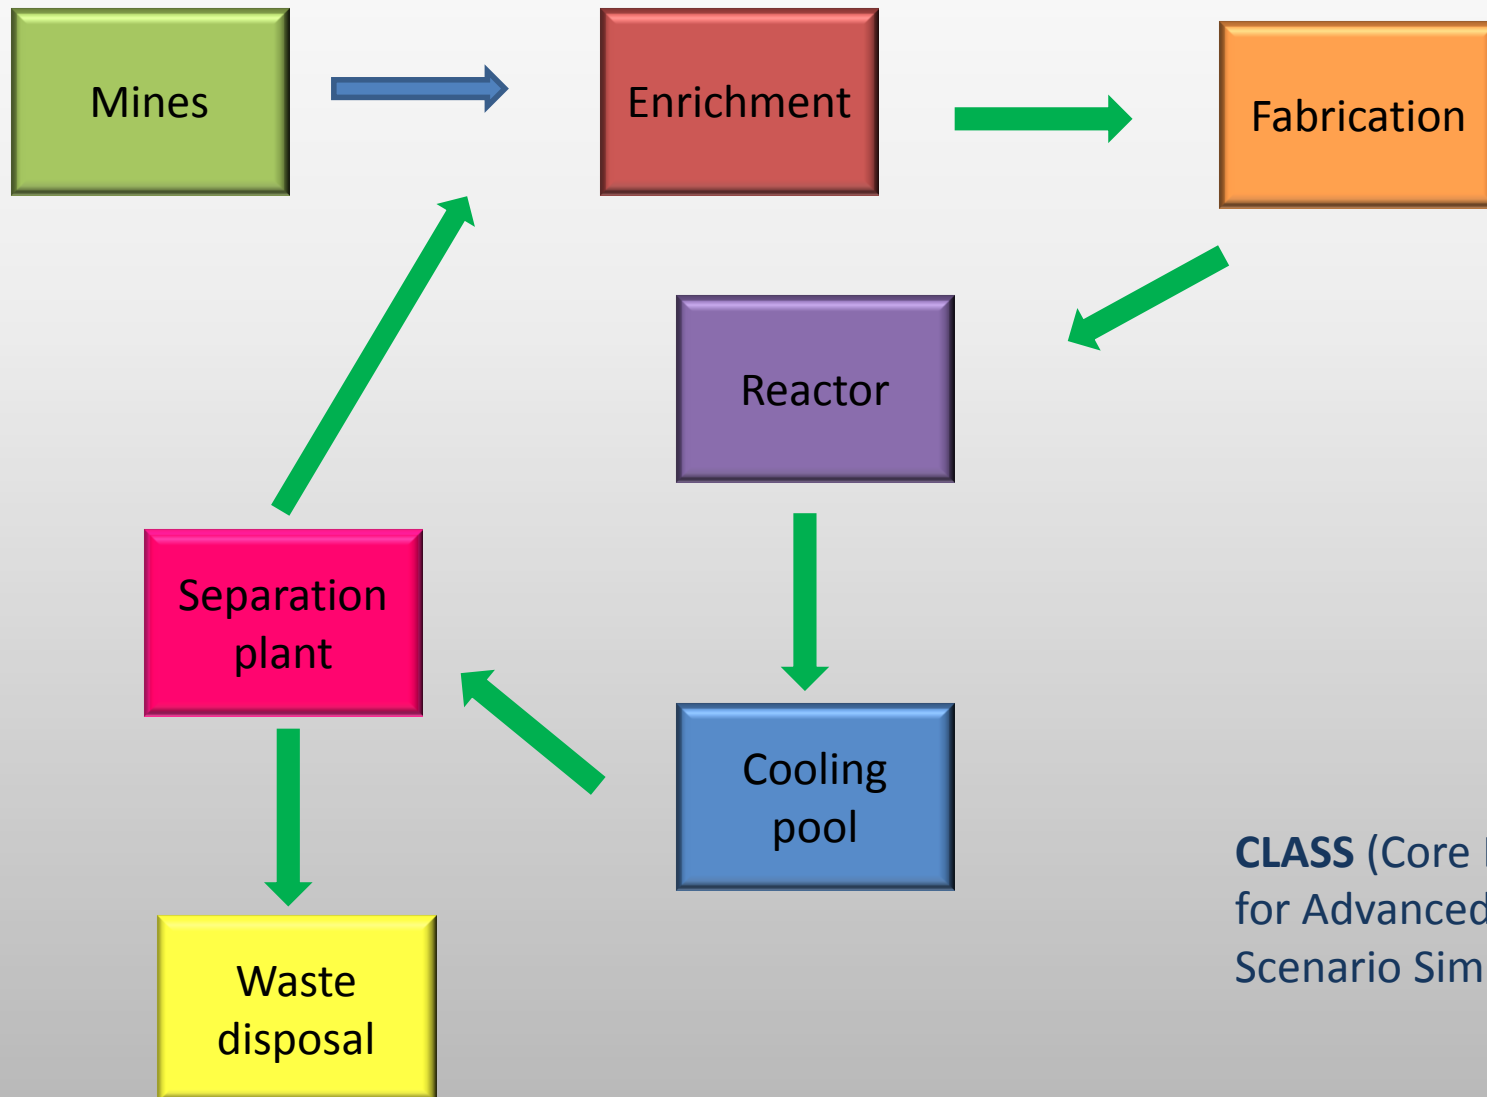 Mines
Enrichment
Fabrication
Reactor
Separation
plant
Cooling
pool
CLASS (Core
for Advanced
Scenario Sim
Waste
disposal